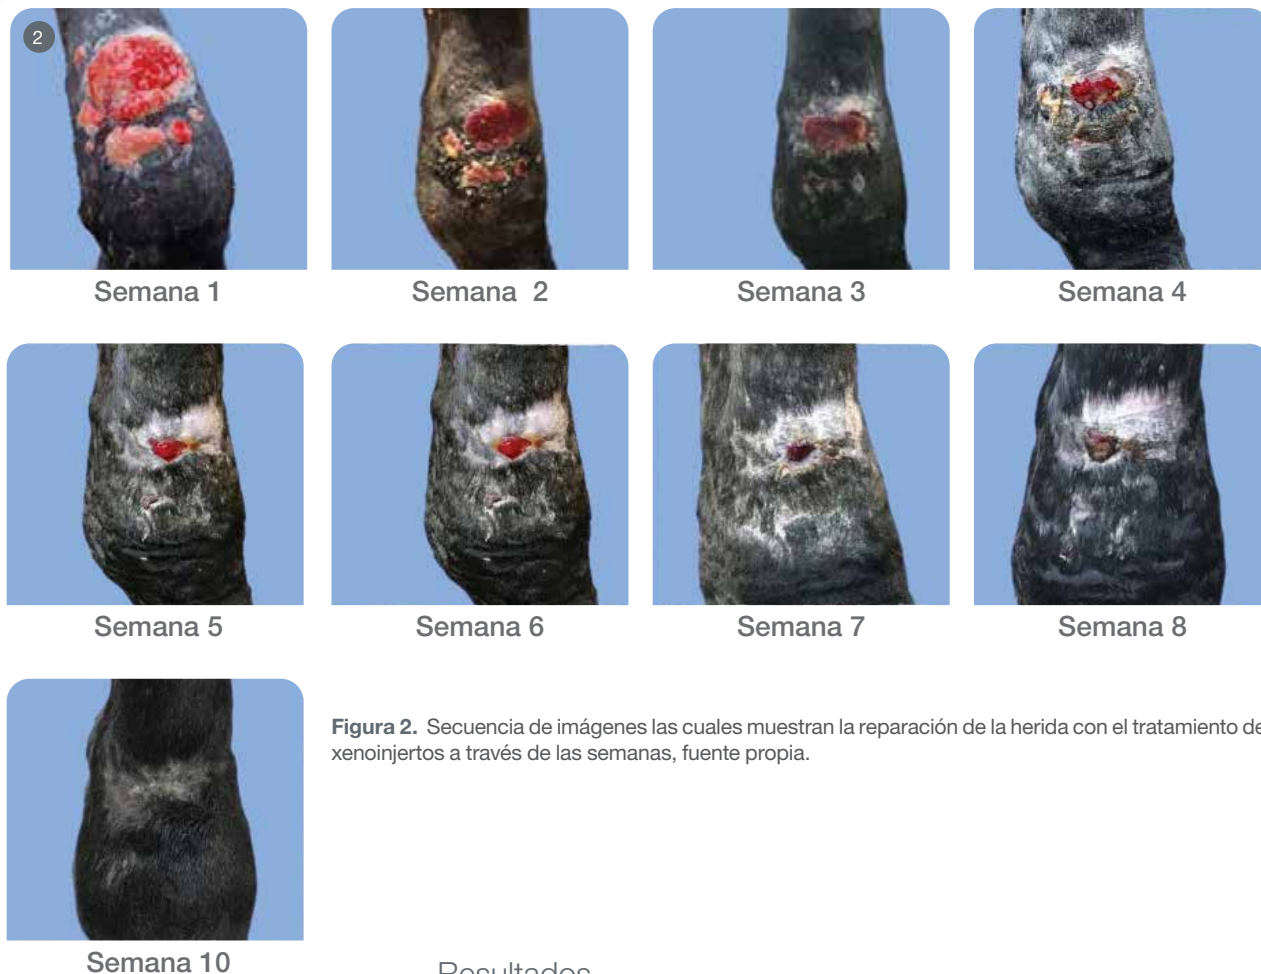 2
Semana 1
Semana 2
Semana 3
Semana 4
Semana 5
Semana 6
Semana 7
Semana 8
Semana 10
Figura 2. Secuencia de imágenes las cuales muestran la reparación de la herida con el tratamiento de
xenoinjertos a través de las semanas, fuente propia.
Resultados